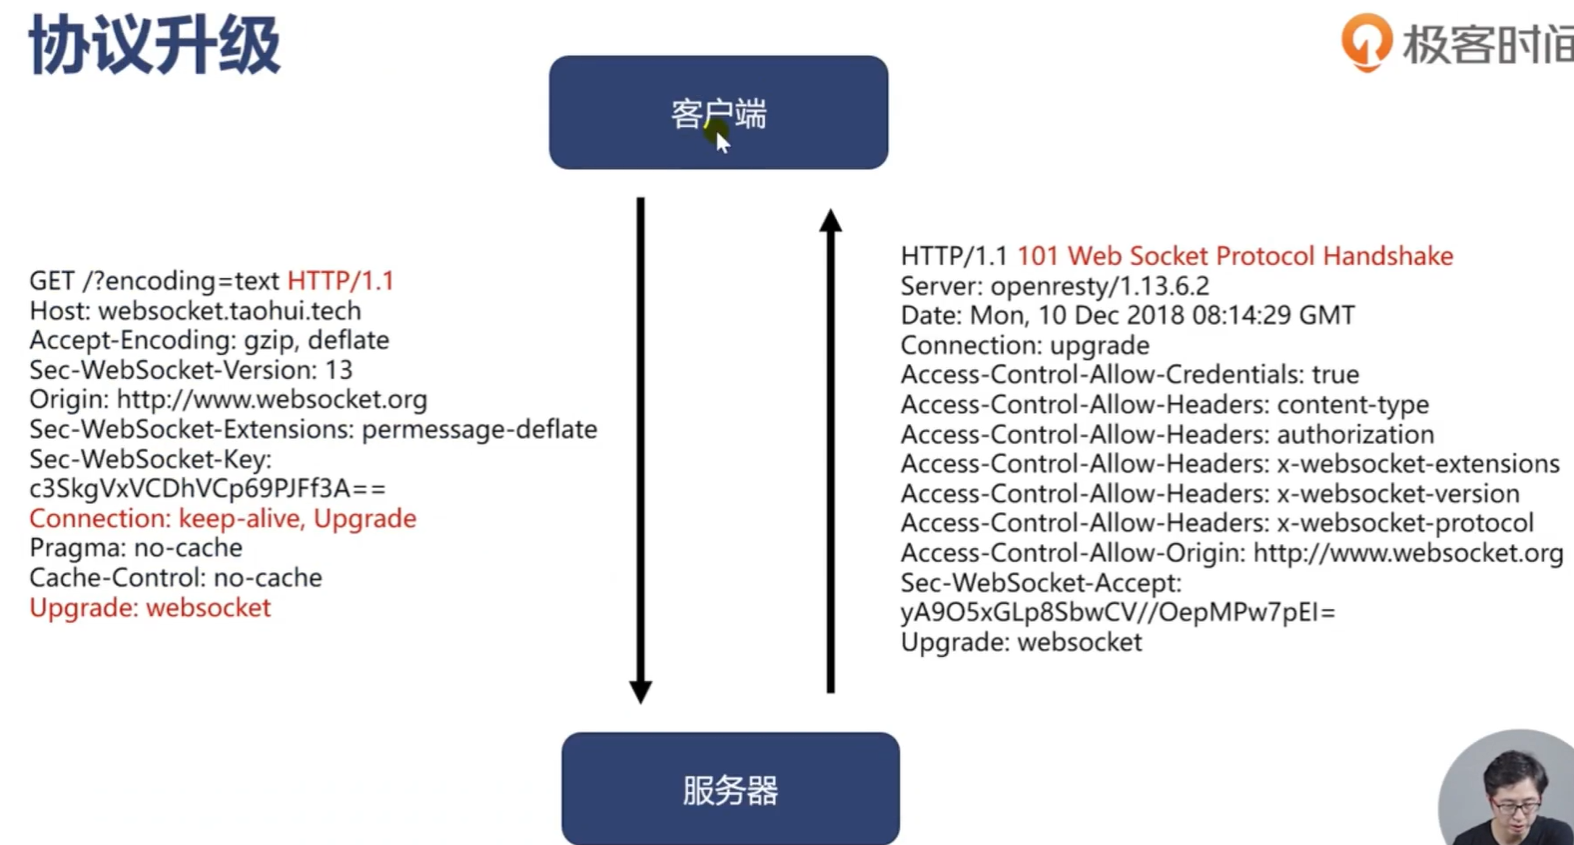 协议升级
极客时间
客户端
GET /?encoding=text HTTP/1.1
Host: websocket.taohui.tech
Accept-Encoding: gzip, deflate
Sec-WebSocket-Version: 13
Origin: http://www.websocket.org
Sec-WebSocket-Extensions: permessage-deflate
Sec-WebSocket-Key:
c3SkgVxVCDhVCp69PJFf3A==
Connection: keep-alive, Upgrade
Pragma: no-cache
Cache-Control: no-cache
Upgrade: websocket
HTTP/1.1 101 Web Socket Protocol Handshake
Server: openresty/1.13.6.2
Date: Mon, 10 Dec 2018 08:14:29 GMT
Connection: upgrade
Access-Control-Allow-Credentials: true
Access-Control-Allow-Headers: content-type
Access-Control-Allow-Headers: authorization
Access-Control-Allow-Headers: x-websocket-extensions
Access-Control-Allow-Headers: x-websocket-version
Access-Control-Allow-Headers: x-websocket-protocol
Access-Control-Allow-Origin: http://www.websocket.org
Sec-WebSocket-Accept:
yA9O5xGLp8SbwCV//OepMPw7pEI=
Upgrade: websocket
服务器